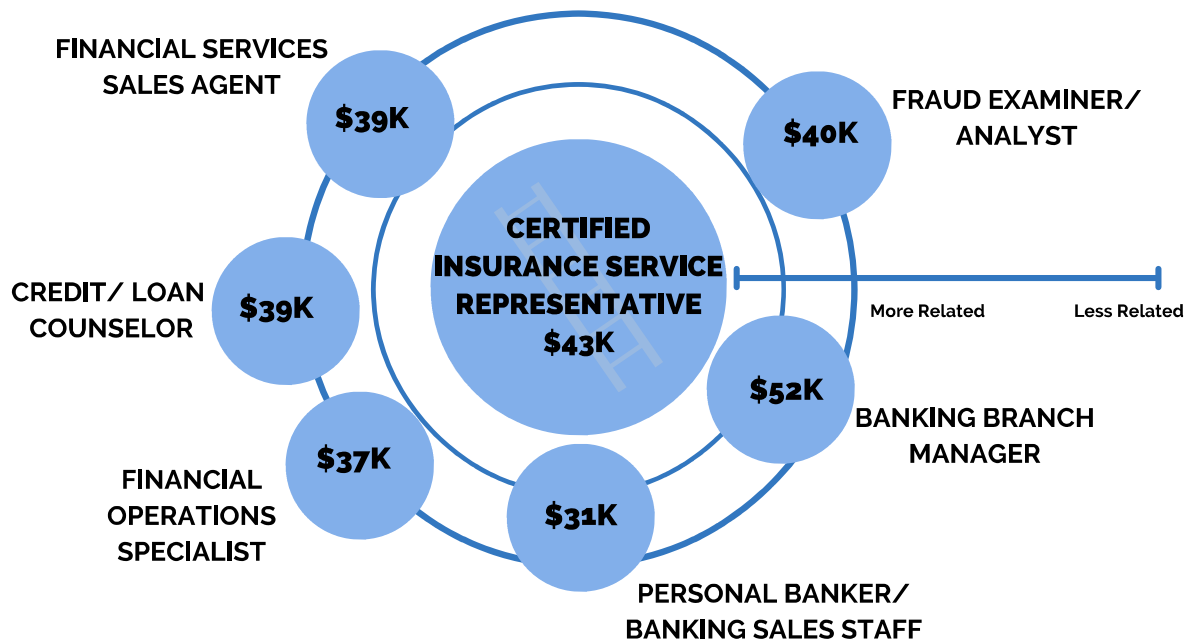 FINANCIAL SERVICES
SALES AGENT
$39K
FRAUD EXAMINER/
ANALYST
$40K
CERTIFIED
INSURANCE SERVICE
REPRESENTATIVE
$43K
More Related
Less Related
CREDIT/ LOAN
COUNSELOR
$39K
$52K
BANKING BRANCH
MANAGER
FINANCIAL
OPERATIONS
SPECIALIST
$37K
$31K
PERSONAL BANKER/
BANKING SALES STAFF